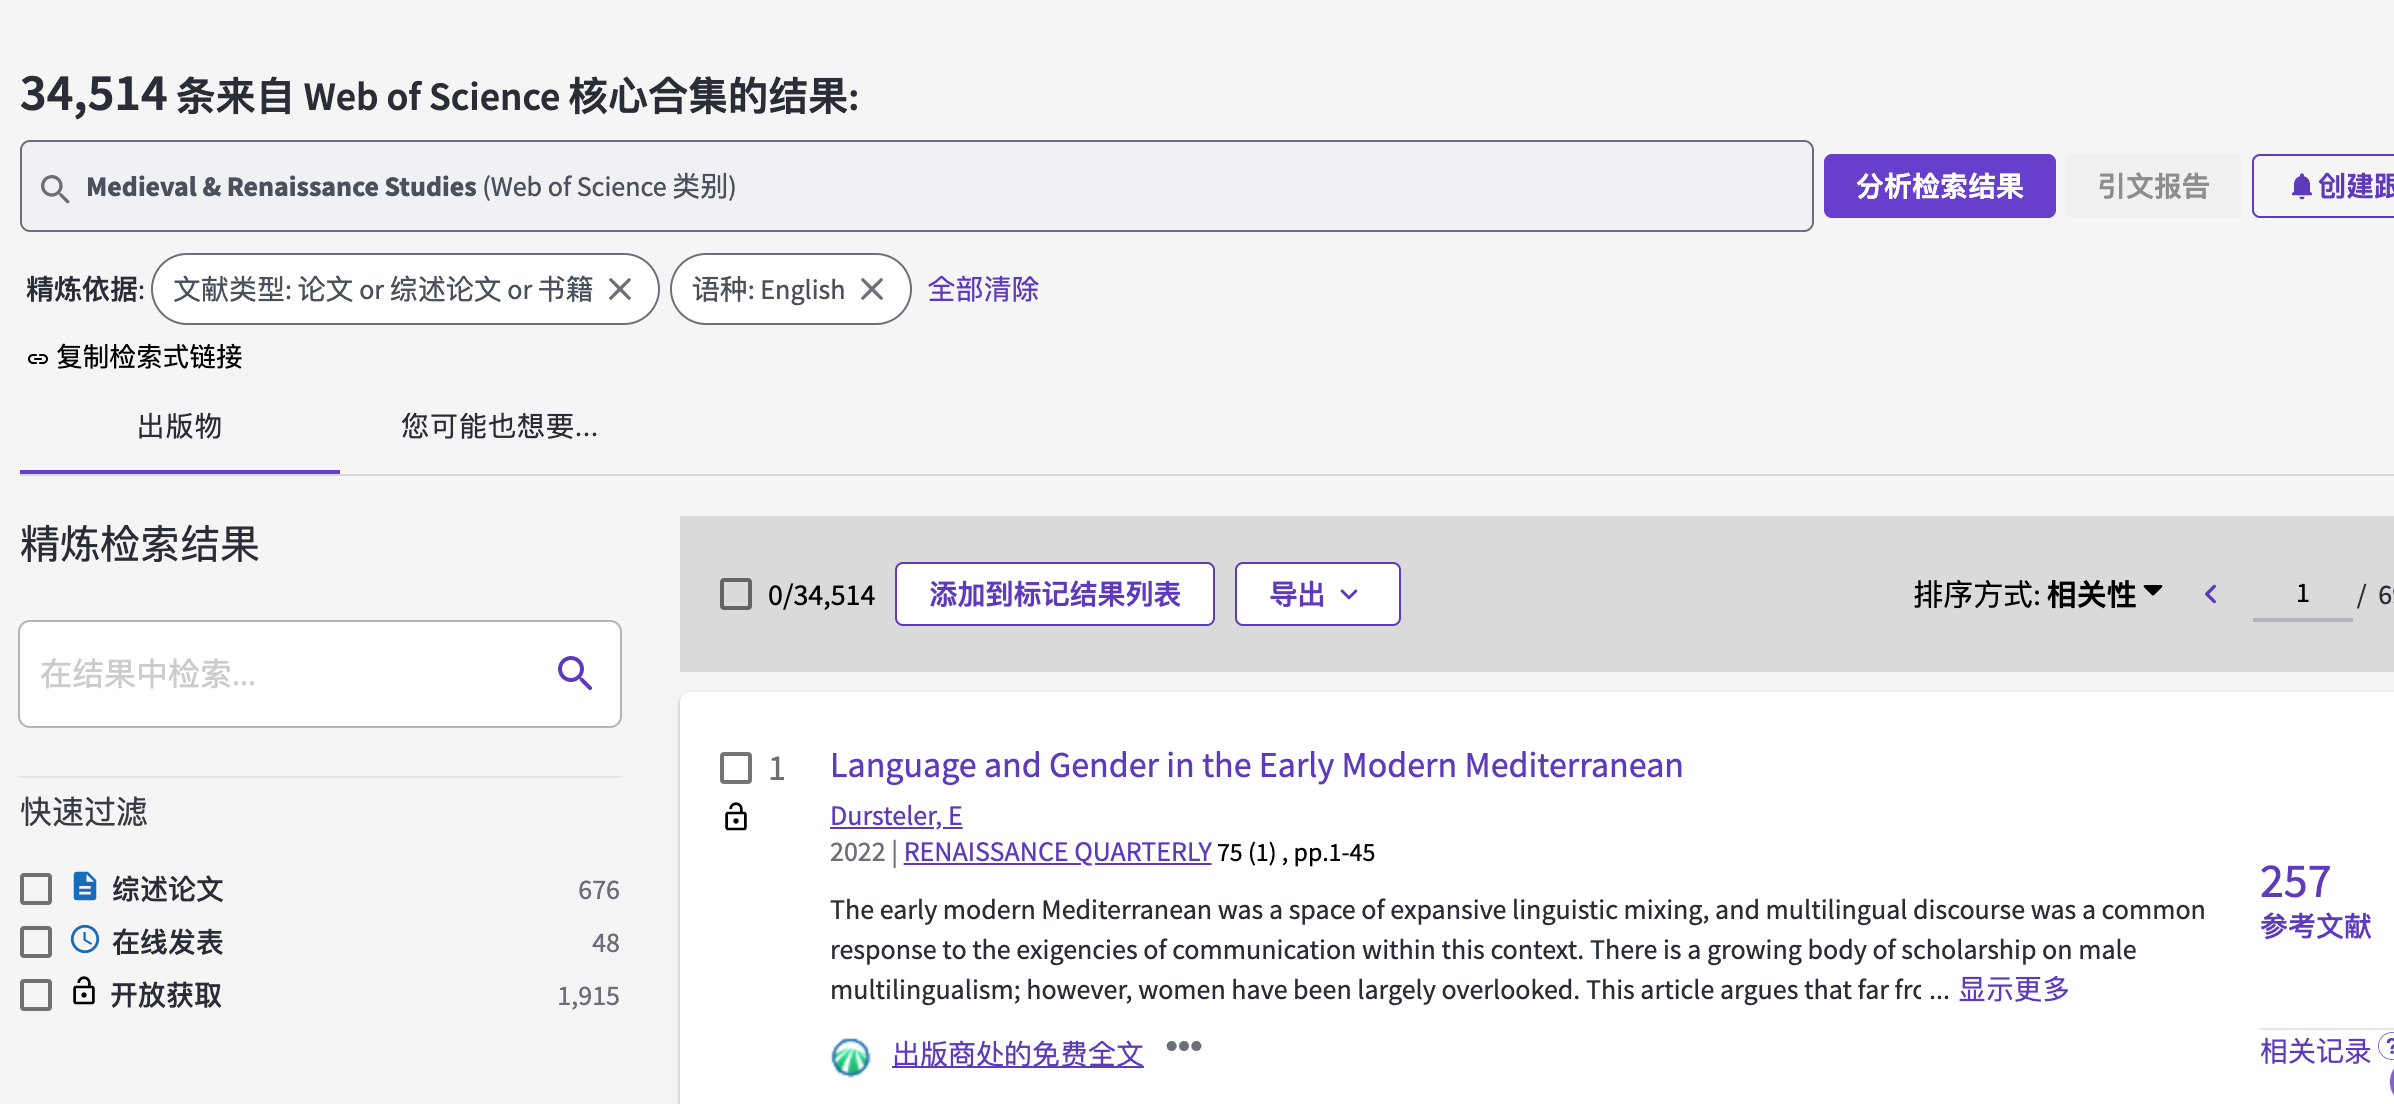 34,514 条来自 Web of Science 核心合集的结果:
Medieval & Renaissance Studies (Web of Science 类别)
分析检索结果
引文报告
创建跟
精炼依据: 文献类型: 论文 or 综述论文 or 书籍 语种: English 全部清除
复制检索式链接
出版物 您可能也想要...
精炼检索结果
在结果中检索...
快速过滤
综述论文 676
在线发表 48
开放获取 1,915
0/34,514 添加到标记结果列表 导出 排序方式: 相关性 1 / 6
1 Language and Gender in the Early Modern Mediterranean
Dursteler, E
2022 | RENAISSANCE QUARTERLY 75 (1) , pp.1-45
The early modern Mediterranean was a space of expansive linguistic mixing, and multilingual discourse was a common
response to the exigencies of communication within this context. There is a growing body of scholarship on male
multilingualism; however, women have been largely overlooked. This article argues that far fro ... 显示更多
出版商处的免费全文 •••
257
参考文献
相关记录 ?